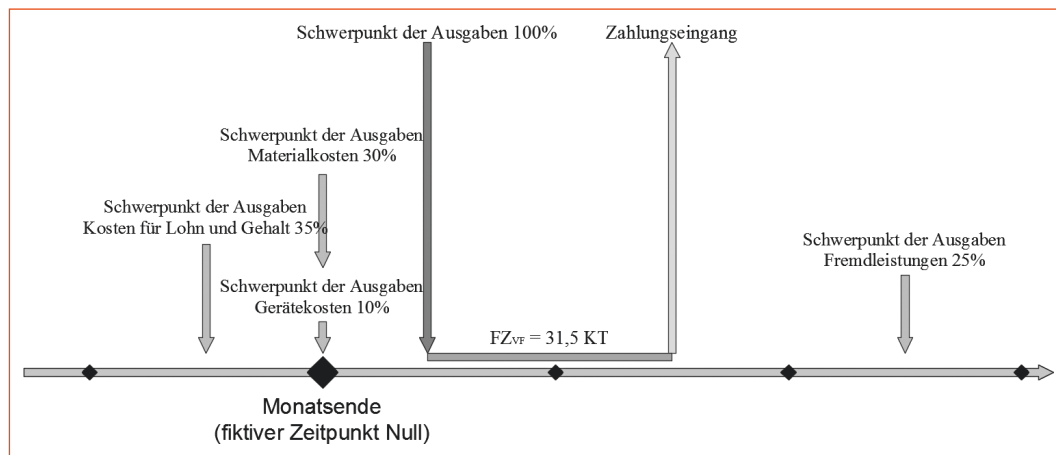 Schwerpunkt der Ausgaben 100%
Zahlungseingang
Schwerpunkt der Ausgaben
Materialkosten 30%
Schwerpunkt der Ausgaben
Kosten für Lohn und Gehalt 35%
Schwerpunkt der Ausgaben
Fremdleistungen 25%
Schwerpunkt der Ausgaben
Gerätekosten 10%
FZVF = 31,5 KT
Monatsende
(fiktiver Zeitpunkt Null)